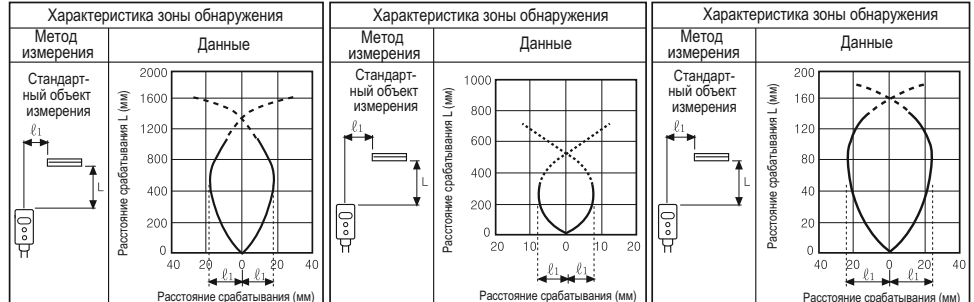 Характеристика зоны обнаружения
Метод измерения
Данные
Стандарт-
ный объект
измерения
ℓ1
L
Расстояние срабатывания L (мм)
2000
1600
1200
800
400
200
0
40 20 0 20 40
ℓ1 ℓ1
Расстояние срабатывания (мм)
Характеристика зоны обнаружения
Метод измерения
Данные
Стандарт-
ный объект
измерения
ℓ1
L
Расстояние срабатывания L (мм)
1000
800
600
400
200
0
20 10 0 10 20
ℓ1 ℓ1
Расстояние срабатывания (мм)
Характеристика зоны обнаружения
Метод измерения
Данные
Стандарт-
ный объект
измерения
ℓ1
L
Расстояние срабатывания L (мм)
200
160
120
80
40
20
0
40 20 0 20 40
ℓ1 ℓ1
Расстояние срабатывания (мм)